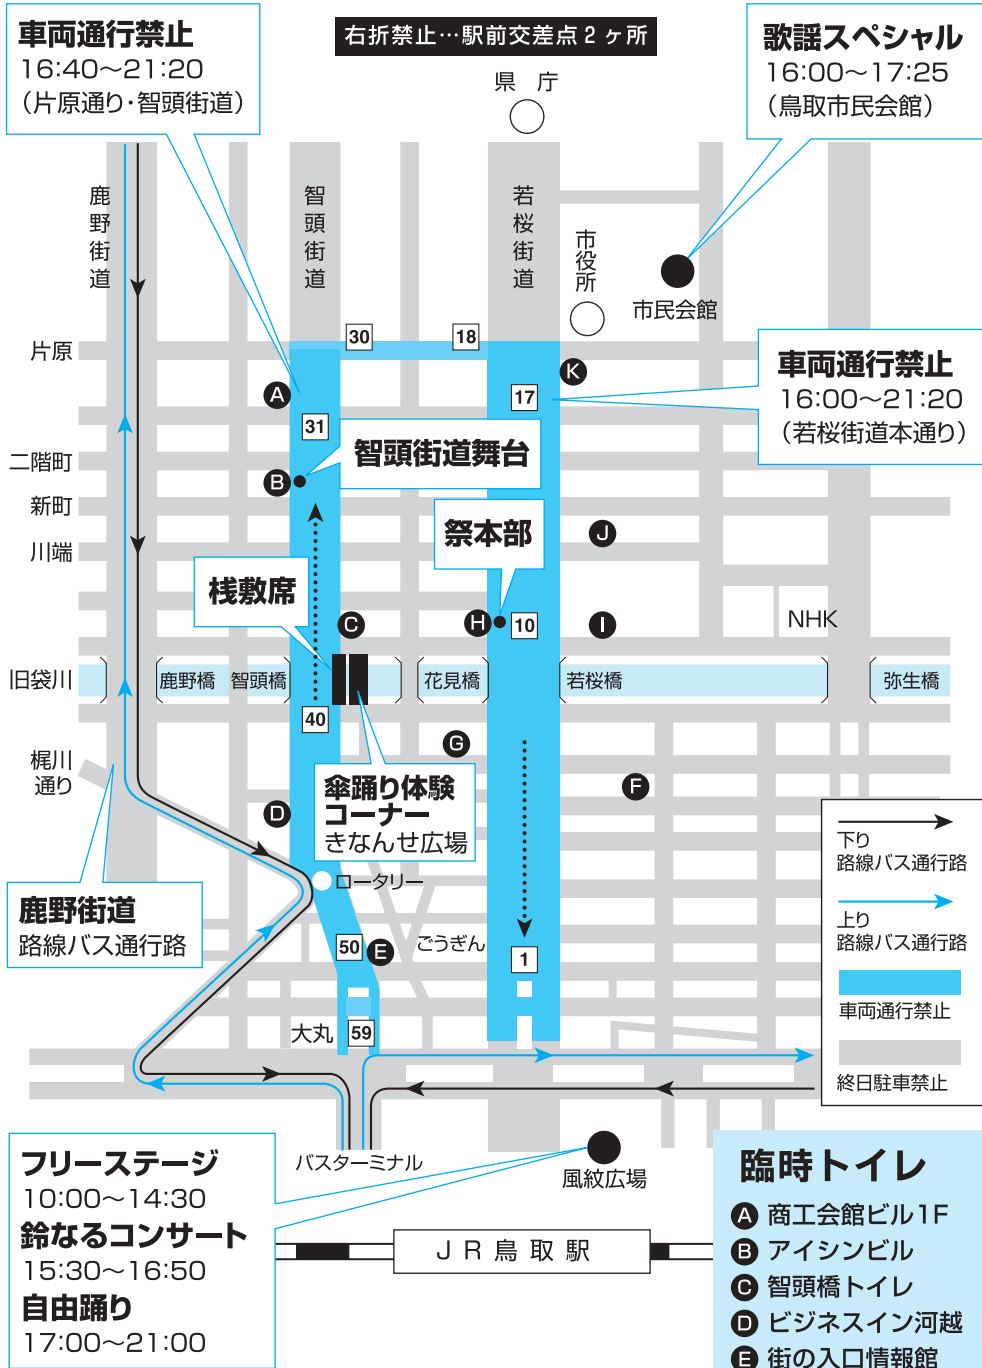 車両通行禁止
16:40～21:20
（片原通り・智頭街道）
右折禁止…駅前交差点2ヶ所
歌謡スペシャル
16:00～17:25
（鳥取市民会館）
県 庁
鹿野街道
智頭街道
若桜街道
市役所
市民会館
片原
30
18
K
A
17
車両通行禁止
16:00～21:20
（若桜街道本通り）
31
智頭街道舞台
二階町
B
新町
祭本部
J
川端
桟敷席
C
H
10
I
NHK
旧袋川
鹿野橋
智頭橋
花見橋
若桜橋
弥生橋
40
G
梶川
通り
F
傘踊り体験
コーナー
きなんせ広場
D
下り
路線バス通行路
ロータリー
鹿野街道
路線バス通行路
上り
路線バス通行路
50
E
ごうぎん
1
車両通行禁止
大丸
59
終日駐車禁止
フリーステージ
10:00～14:30
鈴なるコンサート
15:30～16:50
自由踊り
17:00～21:00
バスターミナル
風紋広場
JR鳥取駅
臨時トイレ
A 商工会館ビル1F
B アイシンビル
C 智頭橋トイレ
D ビジネスイン河越
E 街の入口情報館